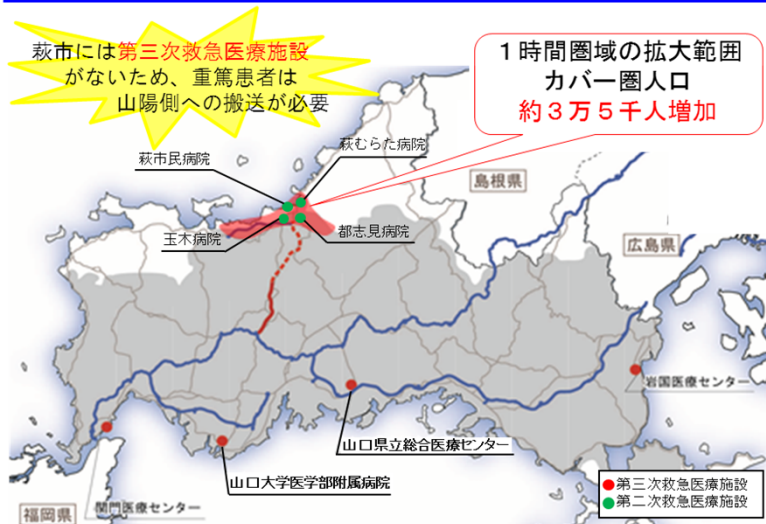 萩市には第三次救急医療施設
がないため、重篤患者は
山陽側への搬送が必要
1時間圏域の拡大範囲
カバー圏人口
約3万5千人増加
萩むらた病院
萩市民病院
島根県
玉木病院
都志見病院
広島県
岩国医療センター
山口県立総合医療センター
山口大学医学部附属病院
関門医療センター
福岡県
第三次救急医療施設
第二次救急医療施設